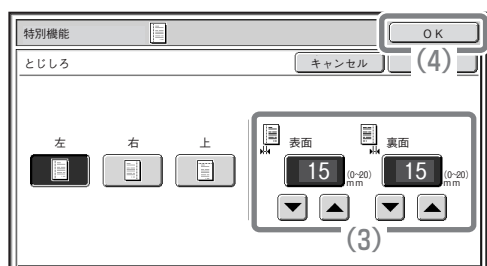 特別機能 OK
とじしろ キャンセル (4)
左 右 上 表面 裏面
15 (0~20) mm 15 (0~20) mm
(3)